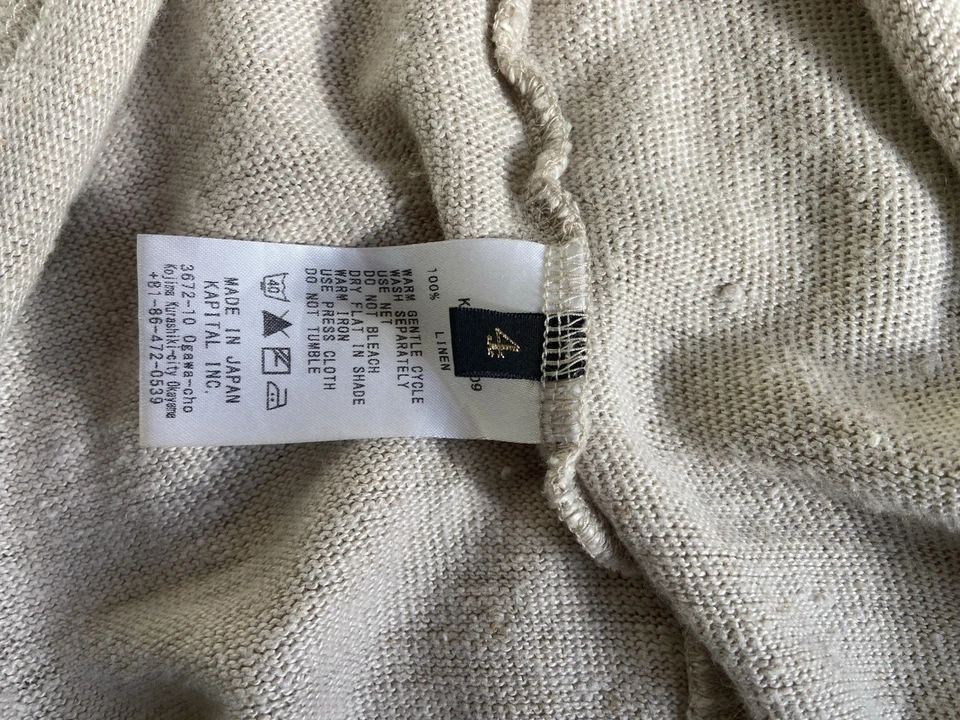 4
100% LINEN
WARM GENTLE CYCLE
WASH SEPARATELY
USE NET
DO NOT BLEACH
DRY FLAT IN SHADE
WARM IRON
USE PRESS CLOTH
DO NOT TUMBLE
40
MADE IN JAPAN
KAPITAL INC.
3672-10 Ogawa-cho
Kojima Kurashiki-city Okayama
+81-86-472-0539